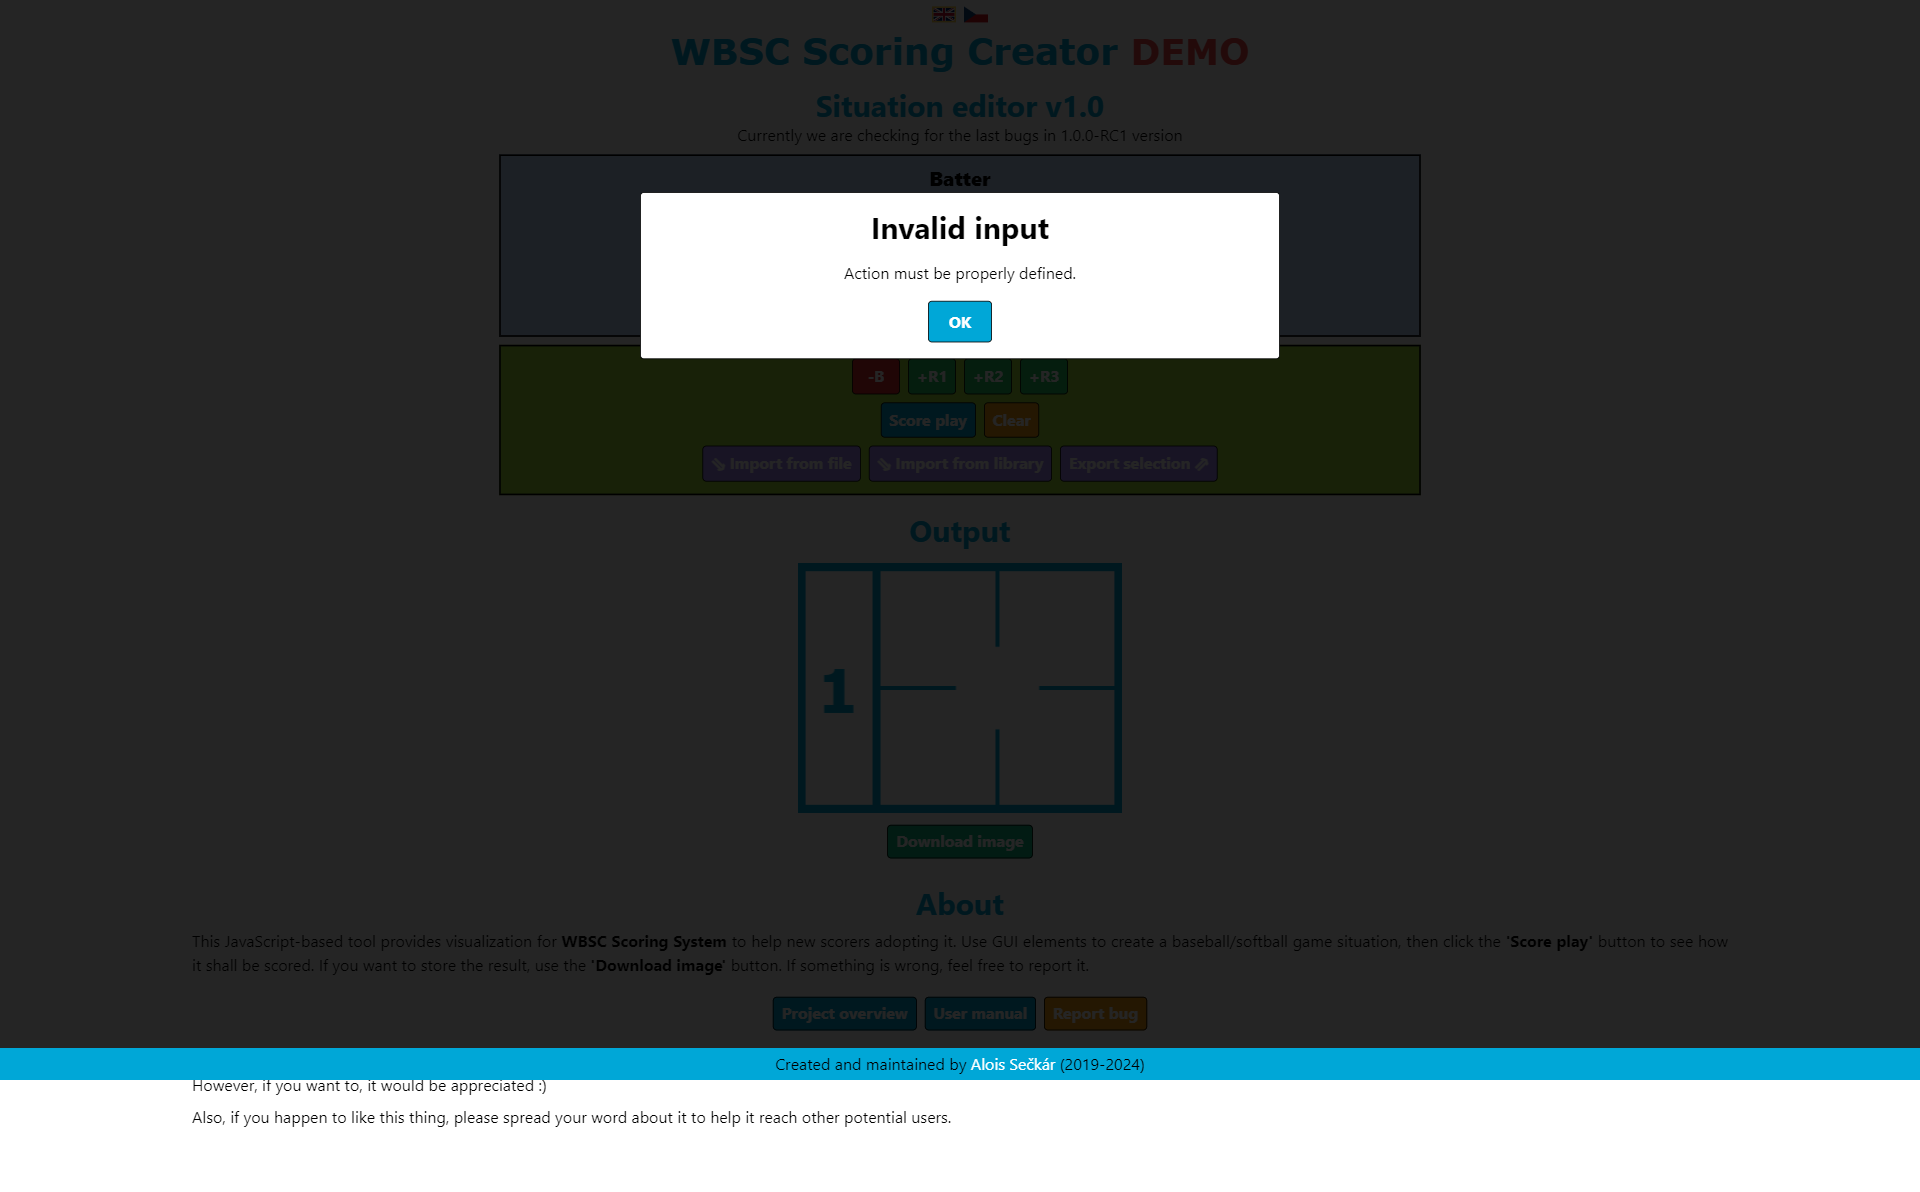 WBSC Scoring Creator DEMO
Situation editor v1.0
Currently we are checking for the last bugs in 1.0.0-RC1 version
Batter
Invalid input
Action must be properly defined.
OK
-B +R1 +R2 +R3
Score play Clear
Import from file Import from library Export selection
Output
1
Download image
About
This JavaScript-based tool provides visualization for WBSC Scoring System to help new scorers adopting it. Use GUI elements to create a baseball/softball game situation, then click the 'Score play' button to see how
it shall be scored. If you want to store the result, use the 'Download image' button. If something is wrong, feel free to report it.
Project overview User manual Report bug
Created and maintained by Alois Sečkár (2019-2024)
However, if you want to, it would be appreciated :)
Also, if you happen to like this thing, please spread your word about it to help it reach other potential users.